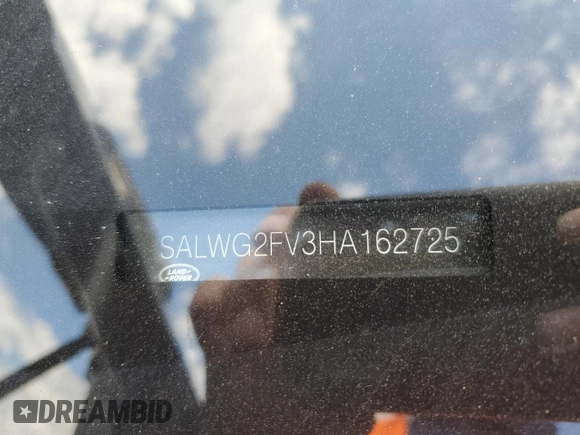 SALWG2FV3HA162725
LAND-
-ROVER
DREAMBID